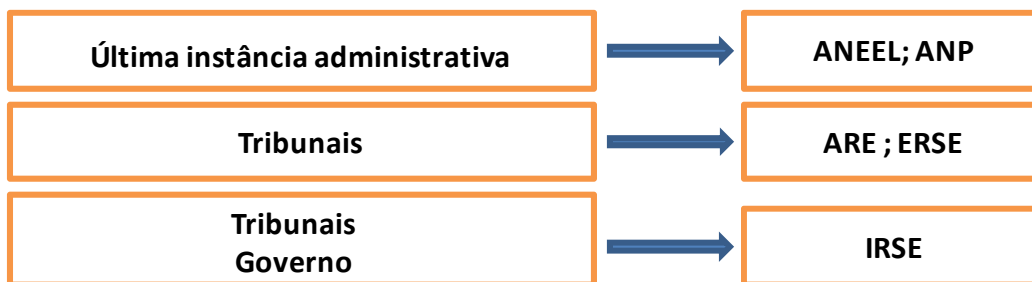 Última instância administrativa
ANEEL; ANP
Tribunais
ARE ; ERSE
Tribunais
Governo
IRSE